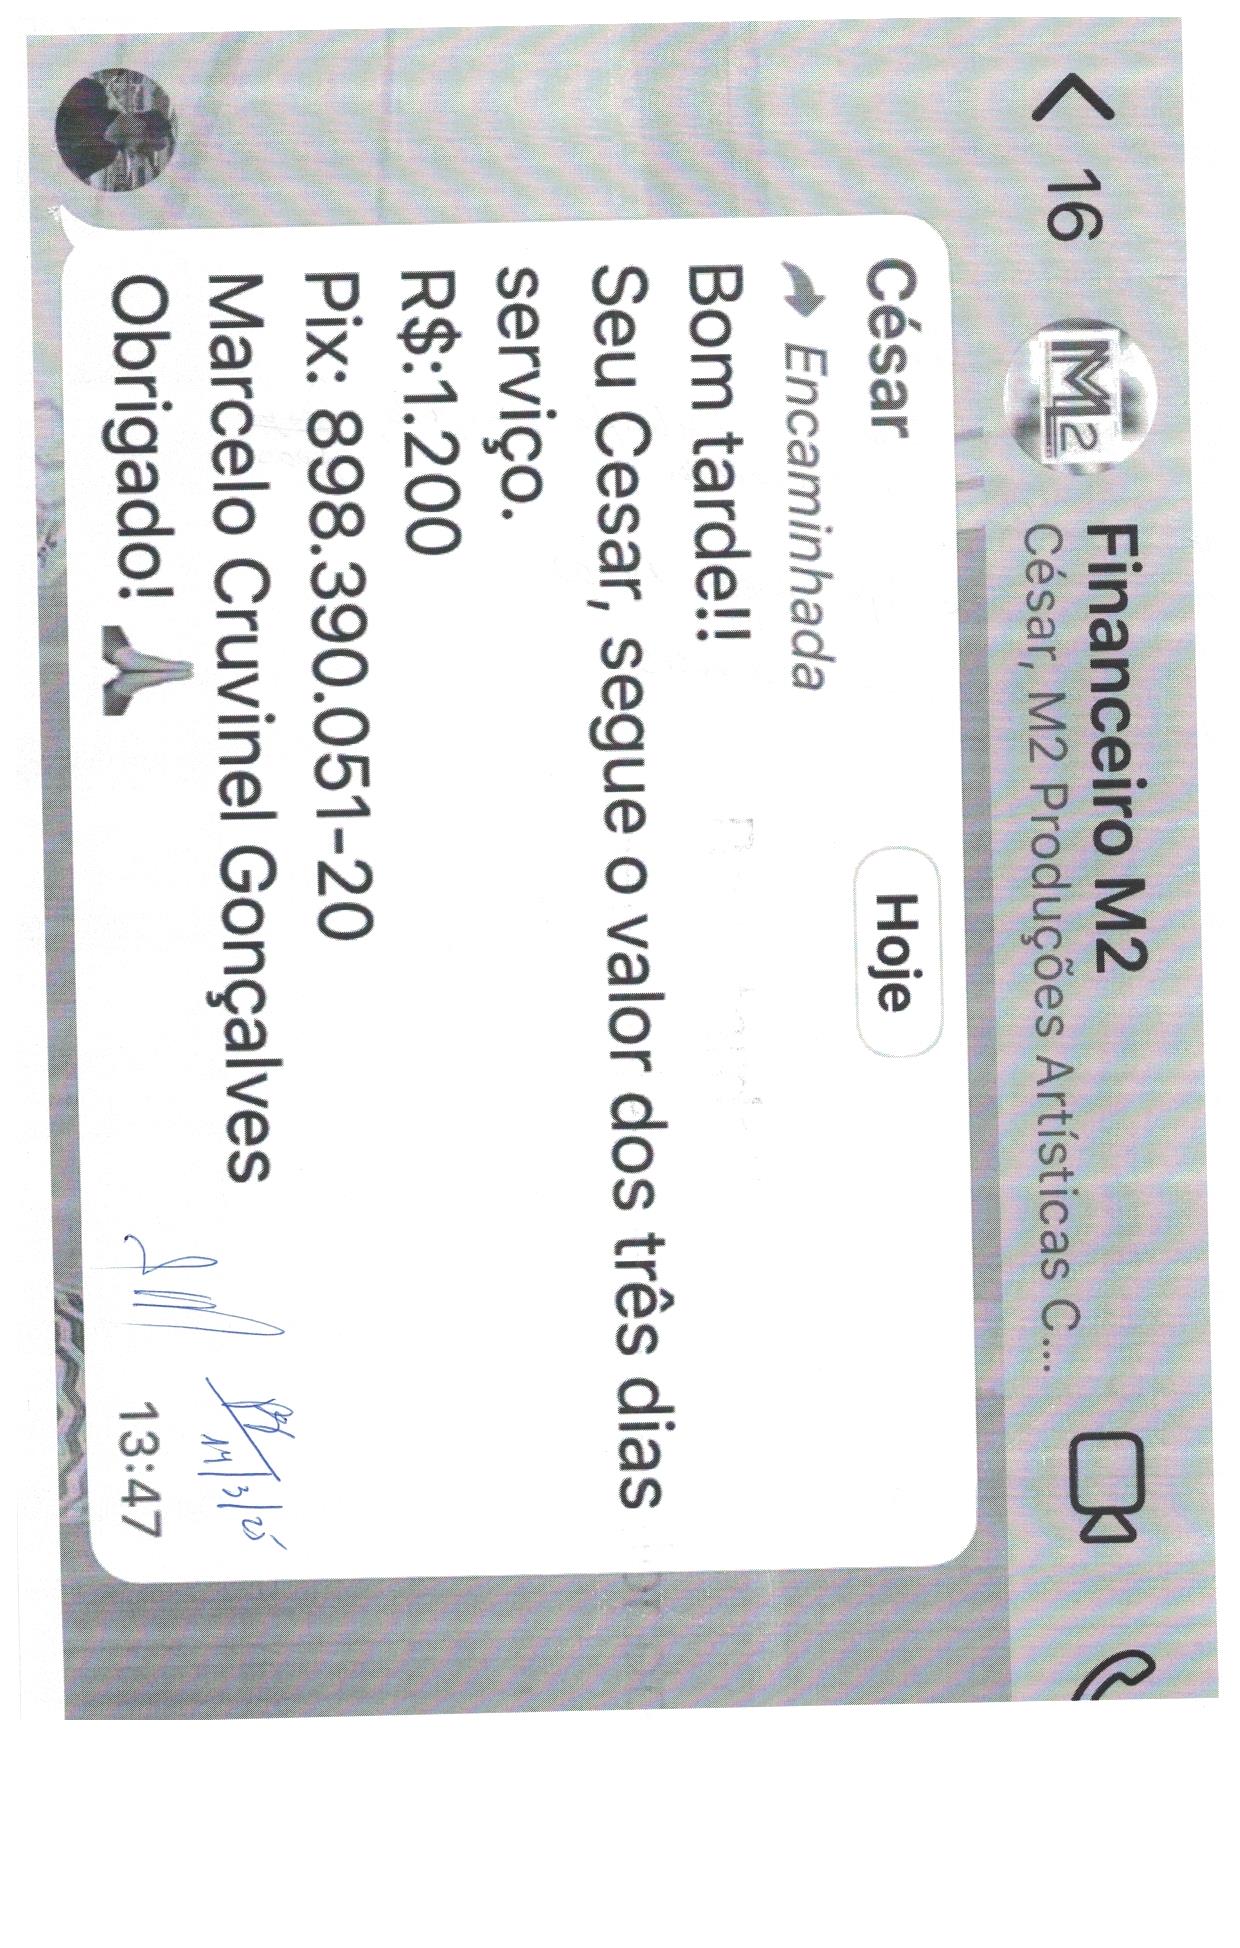 16
M2
Financeiro M2
César, M2 Produções Artísticas C...
Hoje
César
Encaminhada
Bom tarde!!
Seu Cesar, segue o valor dos três dias
serviço.
R$:1.200
Pix: 898.390.051-20
Marcelo Cruvinel Gonçalves
Obrigado! 🙏
14/3/25
13:47